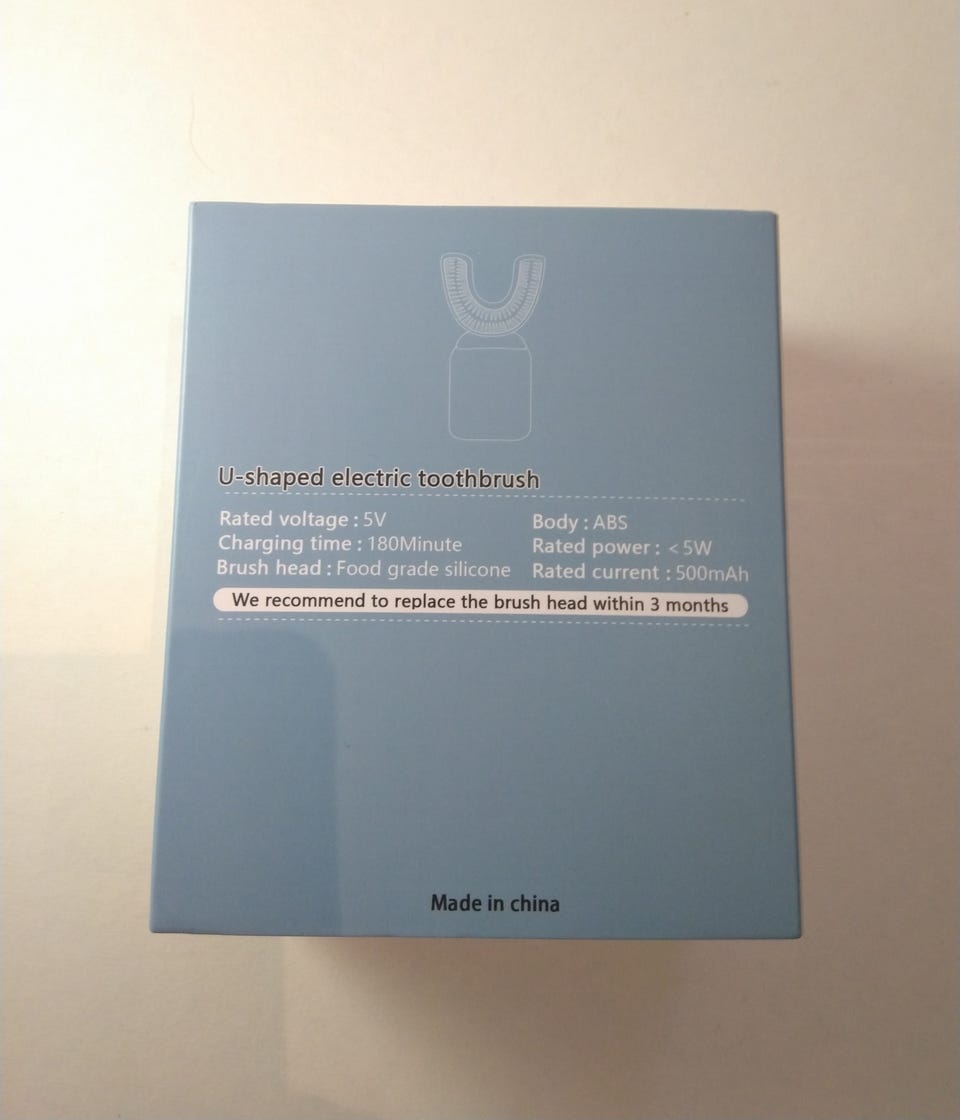 U-shaped electric toothbrush
Rated voltage : 5V
Charging time : 180Minute
Brush head : Food grade silicone
Body : ABS
Rated power : <5W
Rated current : 500mAh
We recommend to replace the brush head within 3 months
Made in china